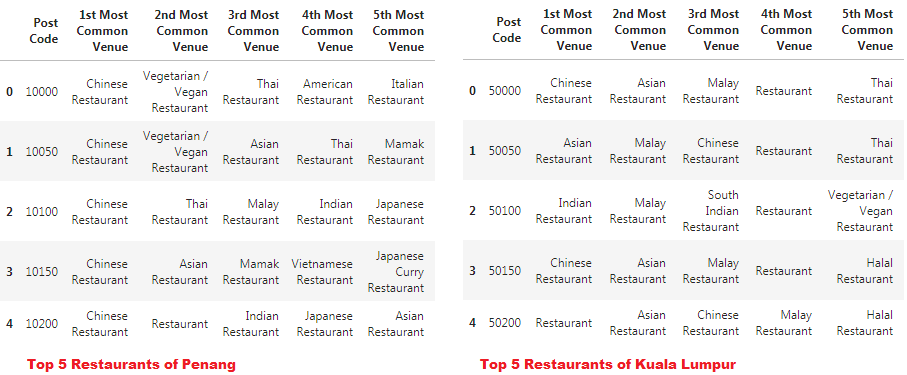 Post Code 1st Most Common Venue 2nd Most Common Venue 3rd Most Common Venue 4th Most Common Venue 5th Most Common Venue
0 10000 Chinese Restaurant Vegetarian / Vegan Restaurant Thai Restaurant American Restaurant Italian Restaurant
1 10050 Chinese Restaurant Vegetarian / Vegan Restaurant Asian Restaurant Thai Restaurant Mamak Restaurant
2 10100 Chinese Restaurant Thai Restaurant Malay Restaurant Indian Restaurant Japanese Restaurant
3 10150 Chinese Restaurant Asian Restaurant Mamak Restaurant Vietnamese Restaurant Japanese Curry Restaurant
4 10200 Chinese Restaurant Restaurant Indian Restaurant Japanese Restaurant Asian Restaurant
Top 5 Restaurants of Penang
Post Code 1st Most Common Venue 2nd Most Common Venue 3rd Most Common Venue 4th Most Common Venue 5th Most Common Venue
0 50000 Chinese Restaurant Asian Restaurant Malay Restaurant Restaurant Thai Restaurant
1 50050 Asian Restaurant Malay Restaurant Chinese Restaurant Restaurant Thai Restaurant
2 50100 Indian Restaurant Malay Restaurant South Indian Restaurant Restaurant Vegetarian / Vegan Restaurant
3 50150 Chinese Restaurant Asian Restaurant Malay Restaurant Restaurant Halal Restaurant
4 50200 Restaurant Asian Restaurant Chinese Restaurant Malay Restaurant Halal Restaurant
Top 5 Restaurants of Kuala Lumpur